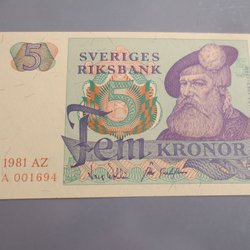 5
SVERIGES
RIKSBANK
5
Fem KRONOR
1981 AZ
A 001694